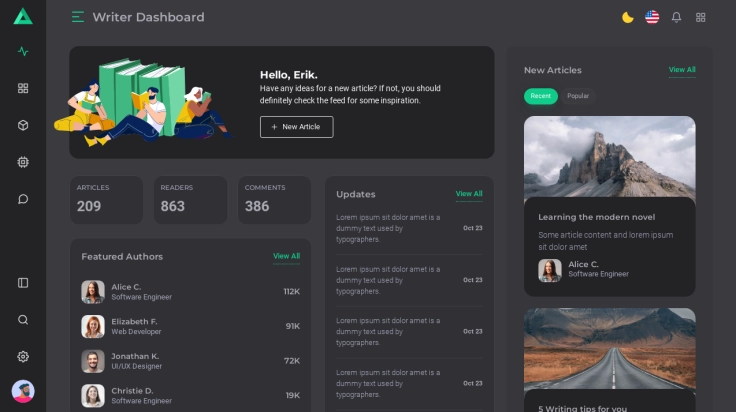 Writer Dashboard
Hello, Erik.
Have any ideas for a new article? If not, you should
definitely check the feed for some inspiration.
+ New Article
ARTICLES
209
READERS
863
COMMENTS
386
Featured Authors
View All
Alice C.
Software Engineer
112K
Elizabeth F.
Web Developer
91K
Jonathan K.
UI/UX Designer
72K
Christie D.
Software Engineer
19K
Updates
View All
Lorem ipsum sit dolor amet is a
dummy text used by
typographers.
Oct 23
Lorem ipsum sit dolor amet is a
dummy text used by
typographers.
Oct 23
Lorem ipsum sit dolor amet is a
dummy text used by
typographers.
Oct 23
Lorem ipsum sit dolor amet is a
dummy text used by
typographers.
Oct 23
New Articles
View All
Recent
Popular
Learning the modern novel
Some article content and lorem ipsum
sit dolor amet
Alice C.
Software Engineer
5 Writing tips for you